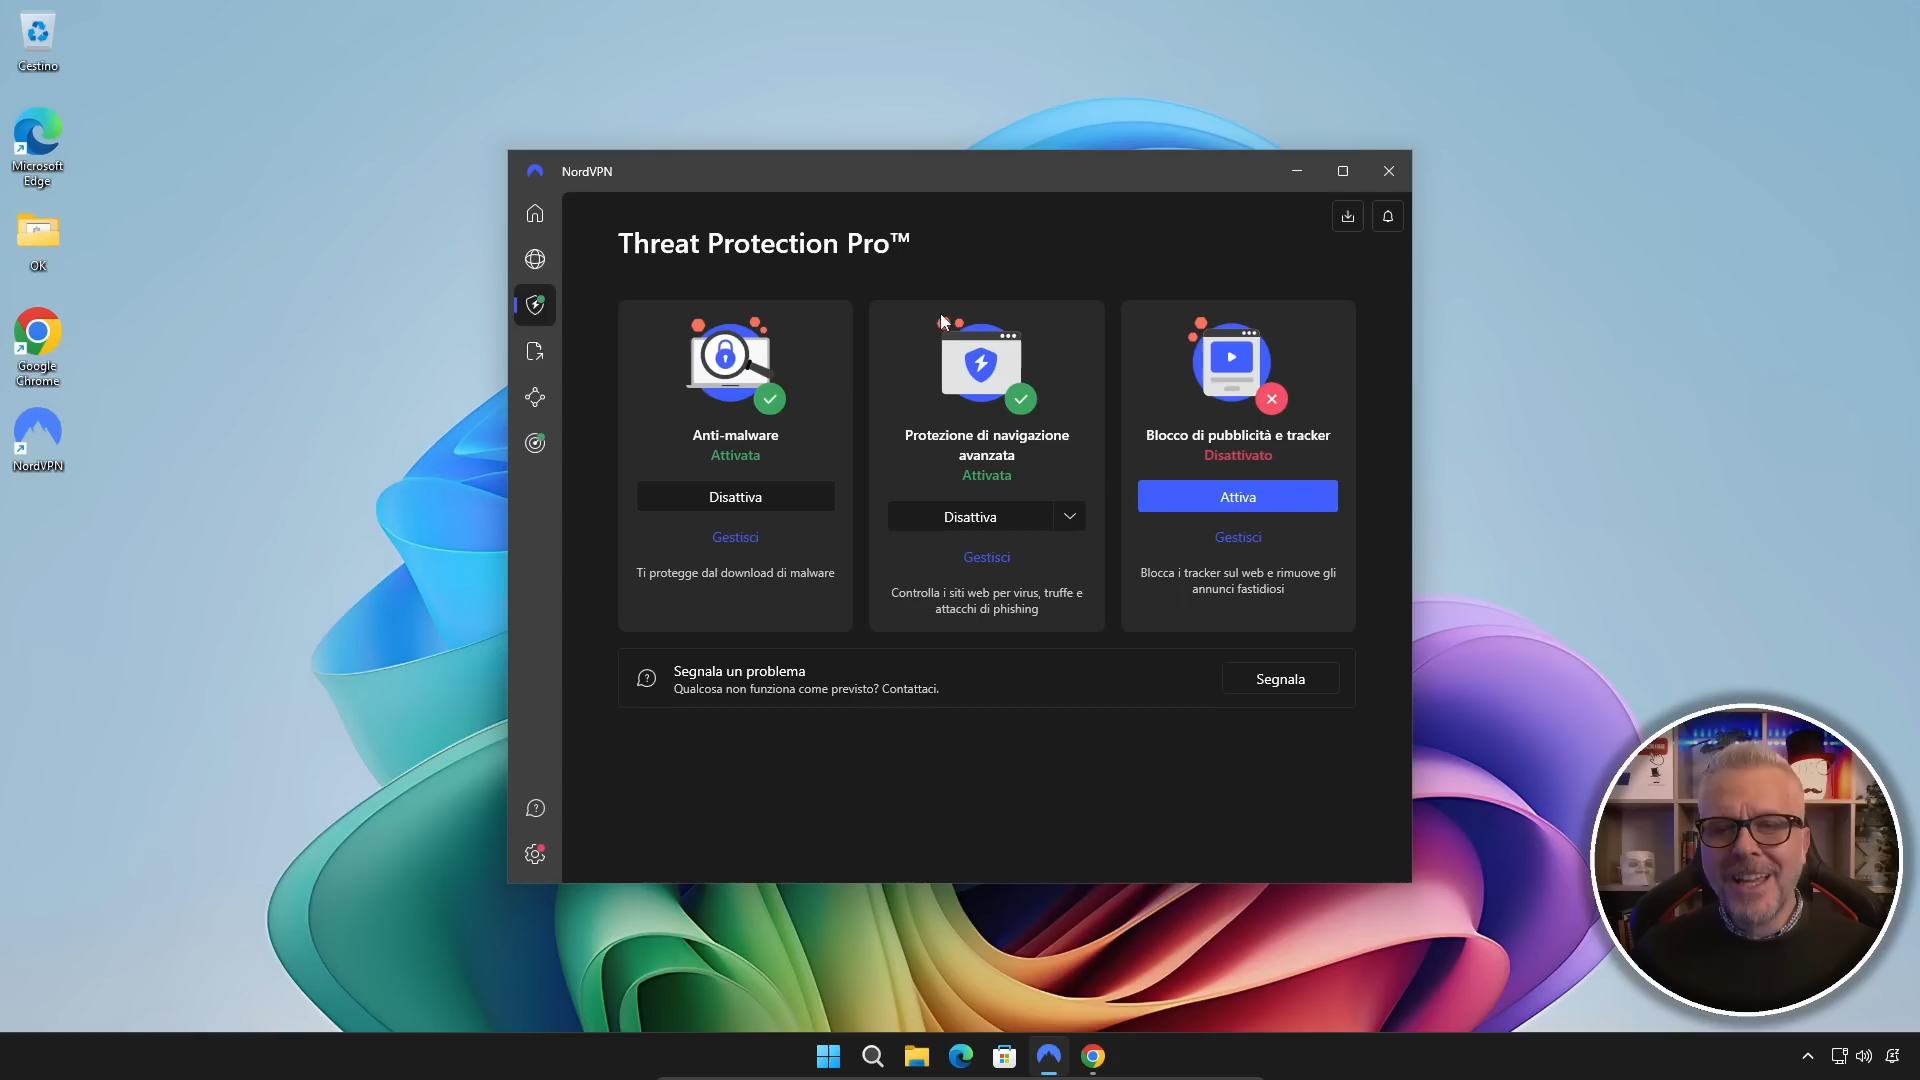 Cestino
Microsoft
Edge
OK
Google
Chrome
NordVPN
NordVPN
Threat Protection Pro™
Anti-malware
Attivata
Disattiva
Gestisci
Ti protegge dal download di malware
Protezione di navigazione
avanzata
Attivata
Disattiva
Gestisci
Controlla i siti web per virus, truffe e
attacchi di phishing
Blocco di pubblicità e tracker
Disattivato
Attiva
Gestisci
Blocca i tracker sul web e rimuove gli
annunci fastidiosi
Segnala un problema
Qualcosa non funziona come previsto? Contattaci.
Segnala